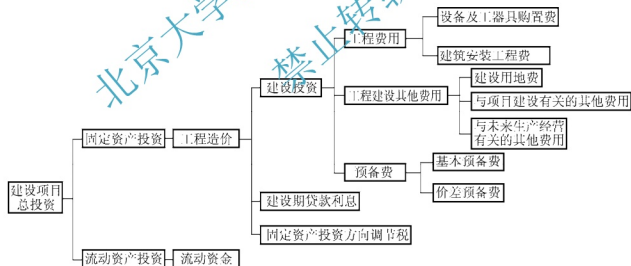 北京大学
禁止转载
设备及工器具购置费
工程费用
建筑安装工程费
建设投资
工程建设其他费用
建设用地费
与项目建设有关的其他费用
与未来生产经营
有关的其他费用
固定资产投资
工程造价
预备费
基本预备费
价差预备费
建设项目
总投资
建设期贷款利息
固定资产投资方向调节税
流动资产投资
流动资金